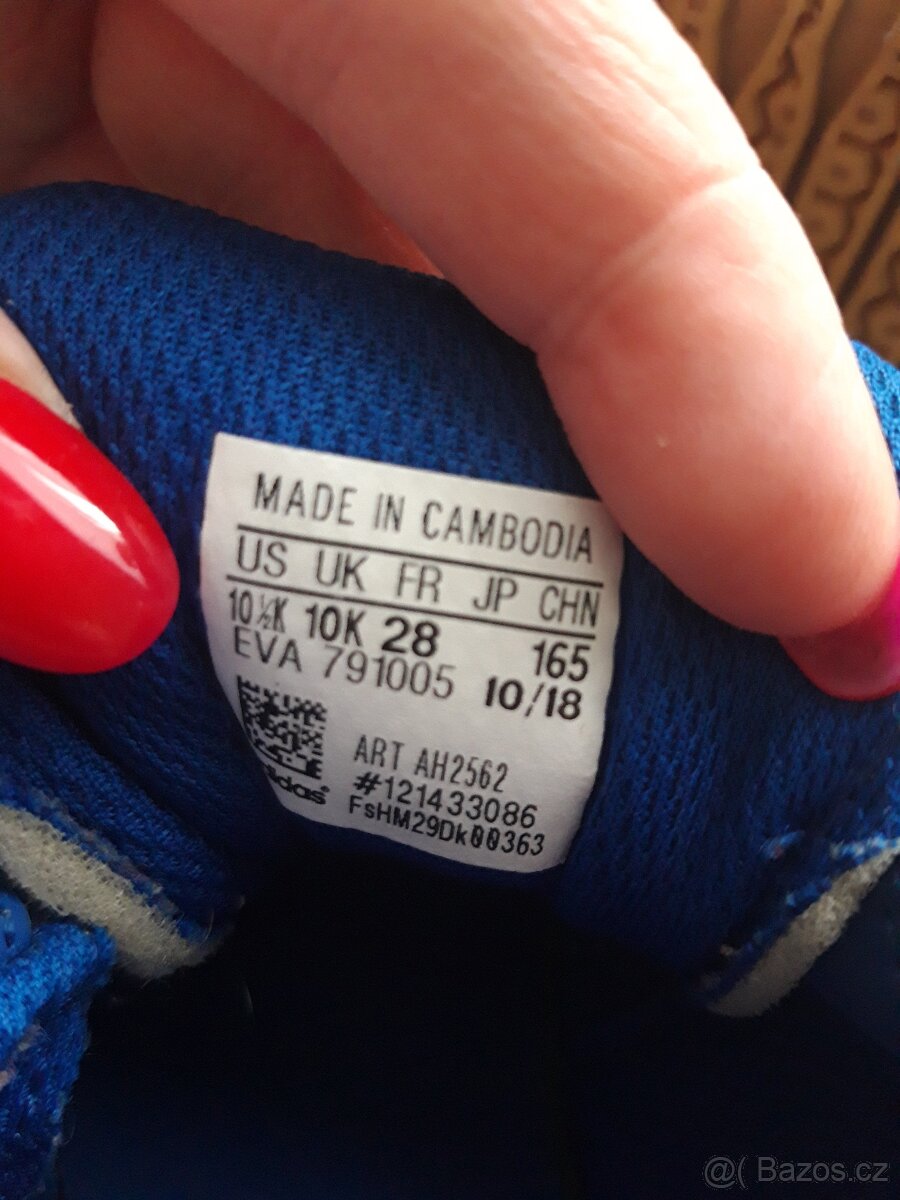 MADE IN CAMBODIA
US UK FR JP CHN
10½K 10K 28 165
EVA 791005 10/18
ART AH2562
#121433086
adidas
FsHM29Dk00363
@( Bazos.cz